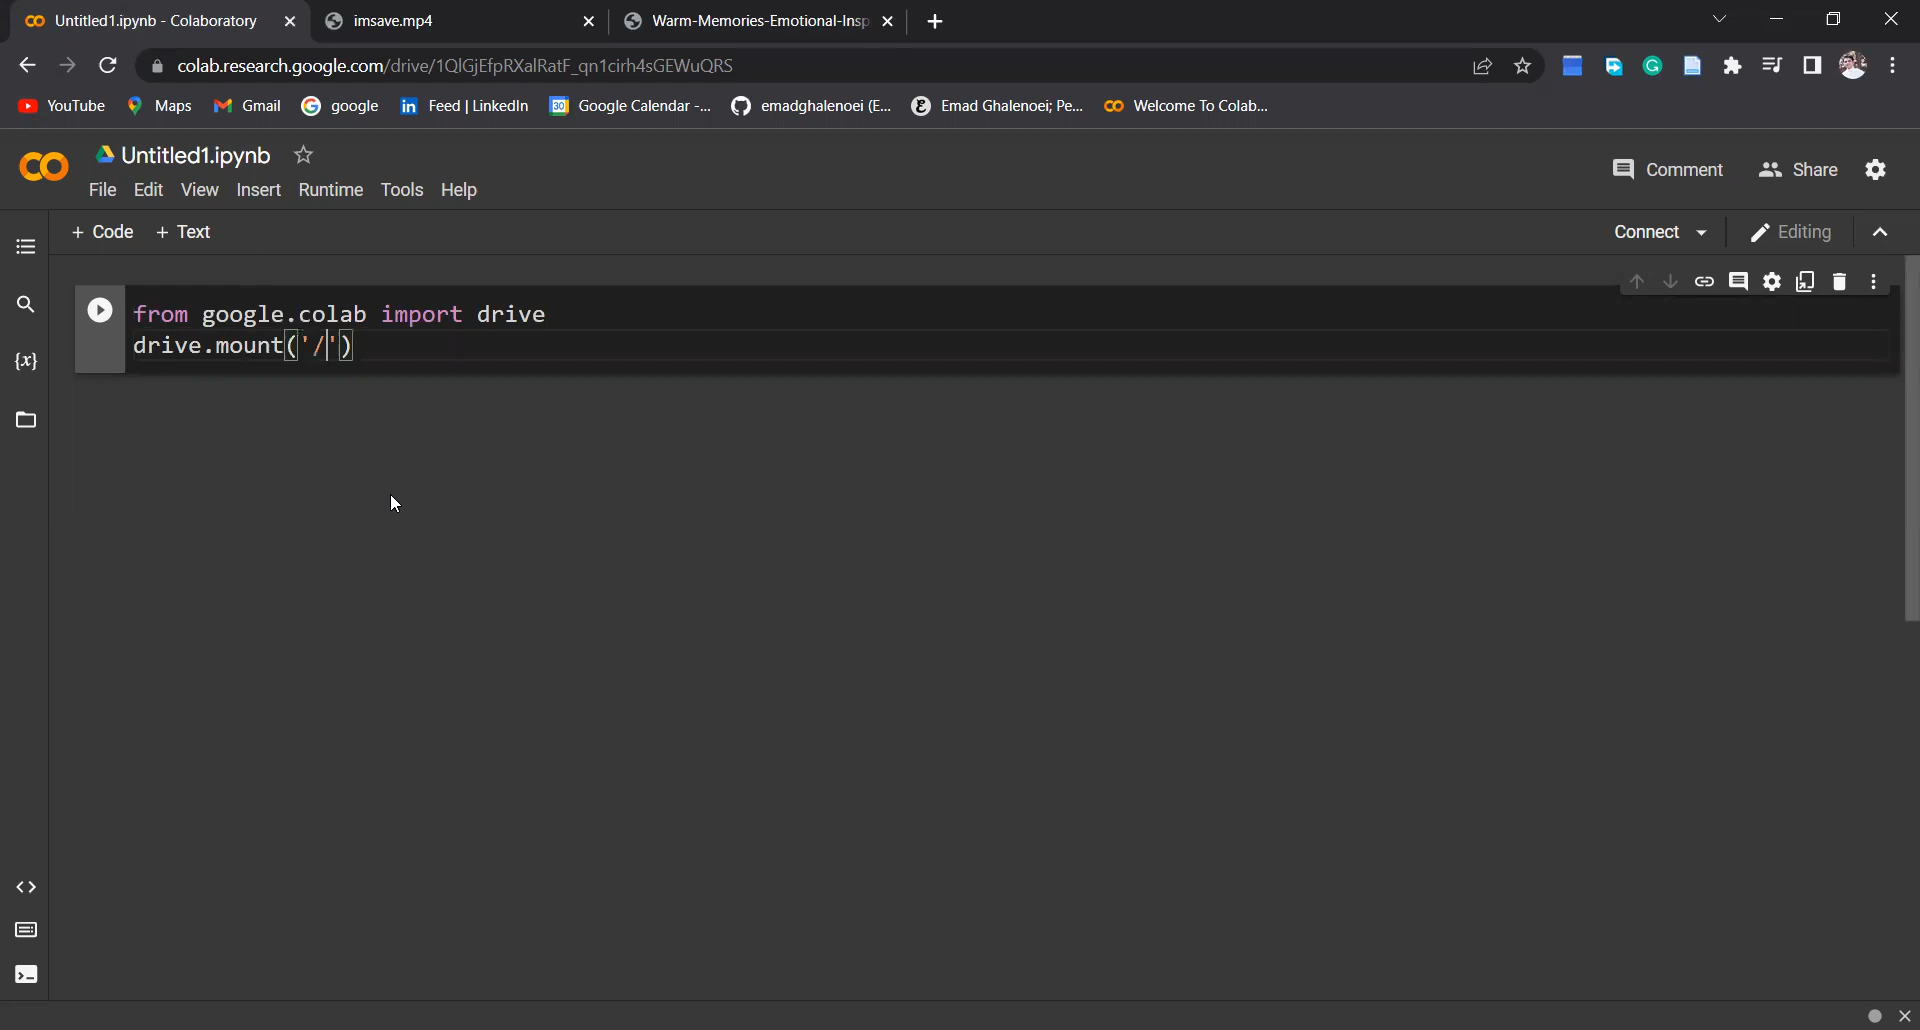 Untitled1.ipynb - Colaboratory
imsave.mp4
Warm-Memories-Emotional-Insp
colab.research.google.com/drive/1QlGjEfpRXalRatF_qn1cirh4sGEWuQRS
YouTube Maps Gmail google Feed | LinkedIn Google Calendar -... emadghalenoei (E... Emad Ghalenoei; Pe... Welcome To Colab...
Untitled1.ipynb
Comment Share
File Edit View Insert Runtime Tools Help
+ Code + Text
Connect Editing
{x}
from google.colab import drive
drive.mount('/')